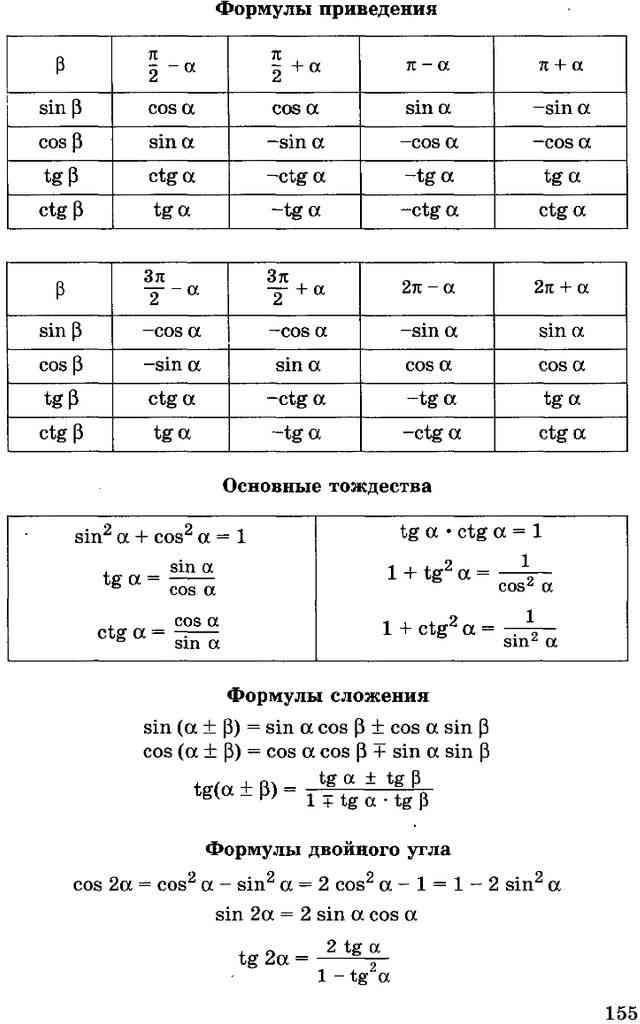 Формулы приведения
β π/2 − α π/2 + α π − α π + α
sin β cos α cos α sin α −sin α
cos β sin α −sin α −cos α −cos α
tg β ctg α −ctg α −tg α tg α
ctg β tg α −tg α −ctg α ctg α
β 3π/2 − α 3π/2 + α 2π − α 2π + α
sin β −cos α −cos α −sin α sin α
cos β −sin α sin α cos α cos α
tg β ctg α −ctg α −tg α tg α
ctg β tg α −tg α −ctg α ctg α
Основные тождества
sin² α + cos² α = 1
tg α = sin α / cos α
ctg α = cos α / sin α
tg α · ctg α = 1
1 + tg² α = 1 / cos² α
1 + ctg² α = 1 / sin² α
Формулы сложения
sin (α ± β) = sin α cos β ± cos α sin β
cos (α ± β) = cos α cos β ∓ sin α sin β
tg(α ± β) = (tg α ± tg β) / (1 ∓ tg α · tg β)
Формулы двойного угла
cos 2α = cos² α − sin² α = 2 cos² α − 1 = 1 − 2 sin² α
sin 2α = 2 sin α cos α
tg 2α = 2 tg α / (1 − tg² α)
155